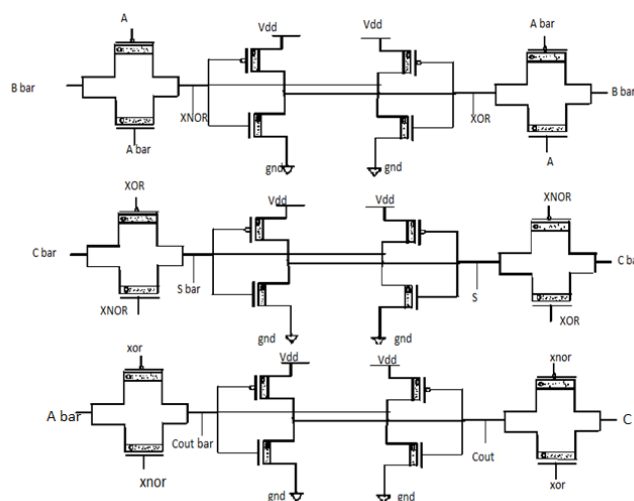 A
Vdd
Vdd
A bar
B bar
XNOR
XOR
B bar
A bar
A
gnd
gnd
XOR
Vdd
Vdd
XNOR
C bar
S bar
S
C ba
XNOR
XOR
gnd
gnd
xor
Vdd
Vdd
xnor
A bar
Cout bar
Cout
C
xnor
xor
gnd
gnd